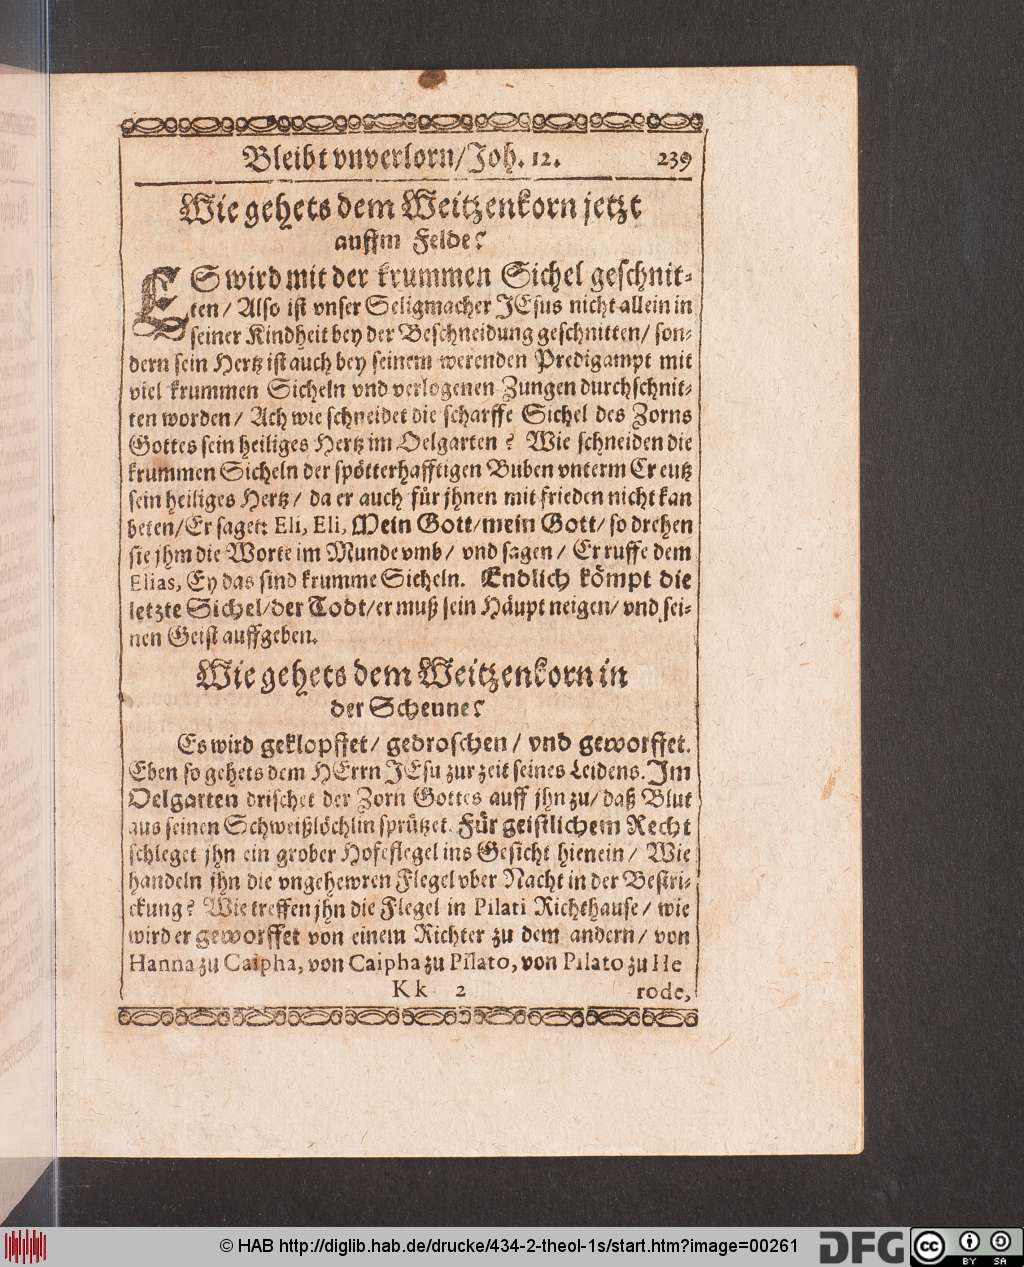 Bleibt vnverlorn/Joh. 12. 239
Wie gehets dem Weitzenkorn jetzt
auffm Felde?
ES wird mit der krummen Sichel geschnit-
ten/ Also ist vnser Seligmacher JEsus nicht allein in
seiner Kindheit bey der Beschneidung geschnitten/ son-
dern sein Hertz ist auch bey seinem werenden Predigampt mit
viel krummen Sicheln vnd verlogenen Zungen durchschnit-
ten worden/ Ach wie schneidet die scharffe Sichel des Zorns
Gottes sein heiliges Hertz im Oelgarten? Wie schneiden die
krummen Sicheln der spötterhafftigen Buben vnterm Creutz
sein heiliges Hertz/ da er auch für jhnen mit frieden nicht kan
beten/Er saget: Eli, Eli, Mein Gott/mein Gott/ so drehen
sie jhm die Worte im Munde vmb/ vnd sagen/ Er ruffe dem
Elias, Ey das sind krumme Sicheln. Endlich kömpt die
letzte Sichel/der Todt/er muß sein Häupt neigen/ vnd sei-
nen Geist auffgeben.
Wie gehets dem Weitzenkorn in
der Scheune?
Es wird geklopffet/ gedroschen/ vnd geworffet.
Eben so gehets dem HErrn JEsu zur zeit seines Leidens. Im
Oelgarten drischet der Zorn Gottes auff jhn zu/ daß Blut
aus seinen Schweißlöchlin sprützet. Für geistlichem Recht
schleget jhn ein grober Hofeflegel ins Gesicht hienein/ Wie
handeln jhn die vngehewren Flegel vber Nacht in der Bestri-
ckung? Wie treffen jhn die Flegel in Pilati Richthause/ wie
wird er geworffet von einem Richter zu dem andern/ von
Hanna zu Caipha, von Caipha zu Pilato, von Pilato zu He
Kk 2 rode,
© HAB http://diglib.hab.de/drucke/434-2-theol-1s/start.htm?image=00261
DFG
cc BY SA